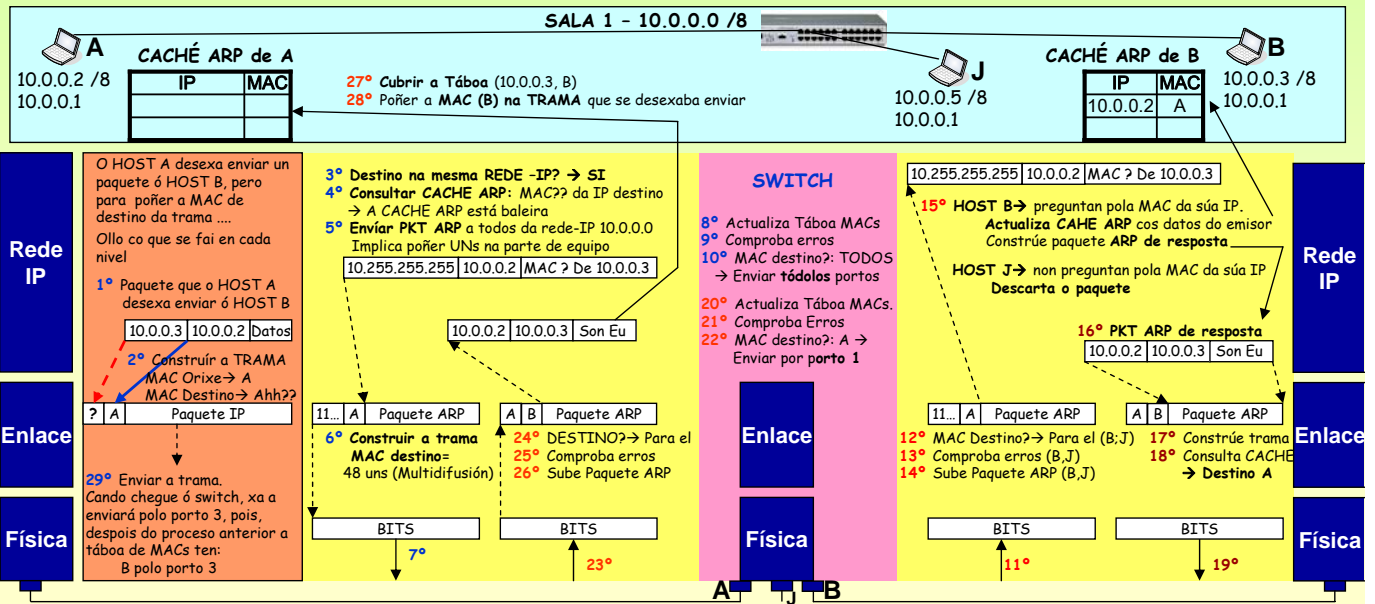 SALA 1 – 10.0.0.0 /8
A
10.0.0.2 /8
10.0.0.1
CACHÉ ARP de A
IP MAC
27º Cubrir a Táboa (10.0.0.3, B)
28º Poñer a MAC (B) na TRAMA que se desexaba enviar
J
10.0.0.5 /8
10.0.0.1
CACHÉ ARP de B
IP MAC
10.0.0.2 A
B
10.0.0.3 /8
10.0.0.1
Rede
IP
Enlace
Física
O HOST A desexa enviar un
paquete ó HOST B, pero
para poñer a MAC de
destino da trama ....
Ollo co que se fai en cada
nivel
1º Paquete que o HOST A
desexa enviar ó HOST B
10.0.0.3 10.0.0.2 Datos
2º Construír a TRAMA
MAC Orixe→ A
MAC Destino→ Ahh??
? A Paquete IP
29º Enviar a trama.
Cando chegue ó switch, xa a
enviará polo porto 3, pois,
despois do proceso anterior a
táboa de MACs ten:
B polo porto 3
3º Destino na mesma REDE –IP? → SI
4º Consultar CACHE ARP: MAC?? da IP destino
→ A CACHE ARP está baleira
5º Envíar PKT ARP a todos da rede-IP 10.0.0.0
Implica poñer UNs na parte de equipo
10.255.255.255 10.0.0.2 MAC ? De 10.0.0.3
10.0.0.2 10.0.0.3 Son Eu
11... A Paquete ARP
6º Construir a trama
MAC destino=
48 uns (Multidifusión)
BITS
7º
A B Paquete ARP
24º DESTINO?→ Para el
25º Comproba erros
26º Sube Paquete ARP
BITS
23º
SWITCH
8º Actualiza Táboa MACs
9º Comproba erros
10º MAC destino?: TODOS
→ Enviar tódolos portos
20º Actualiza Táboa MACs.
21º Comproba Erros
22º MAC destino?: A →
Enviar por porto 1
Enlace
Física
A
J
B
10.255.255.255 10.0.0.2 MAC ? De 10.0.0.3
15º HOST B→ preguntan pola MAC da súa IP.
Actualiza CAHE ARP cos datos do emisor
Constrúe paquete ARP de resposta
HOST J→ non preguntan pola MAC da súa IP
Descarta o paquete
16º PKT ARP de resposta
10.0.0.2 10.0.0.3 Son Eu
11... A Paquete ARP
12º MAC Destino?→ Para el (B;J)
13º Comproba erros (B,J)
14º Sube Paquete ARP (B,J)
BITS
11º
A B Paquete ARP
17º Constrúe trama
18º Consulta CACHE
→ Destino A
BITS
19º
Rede
IP
Enlace
Física